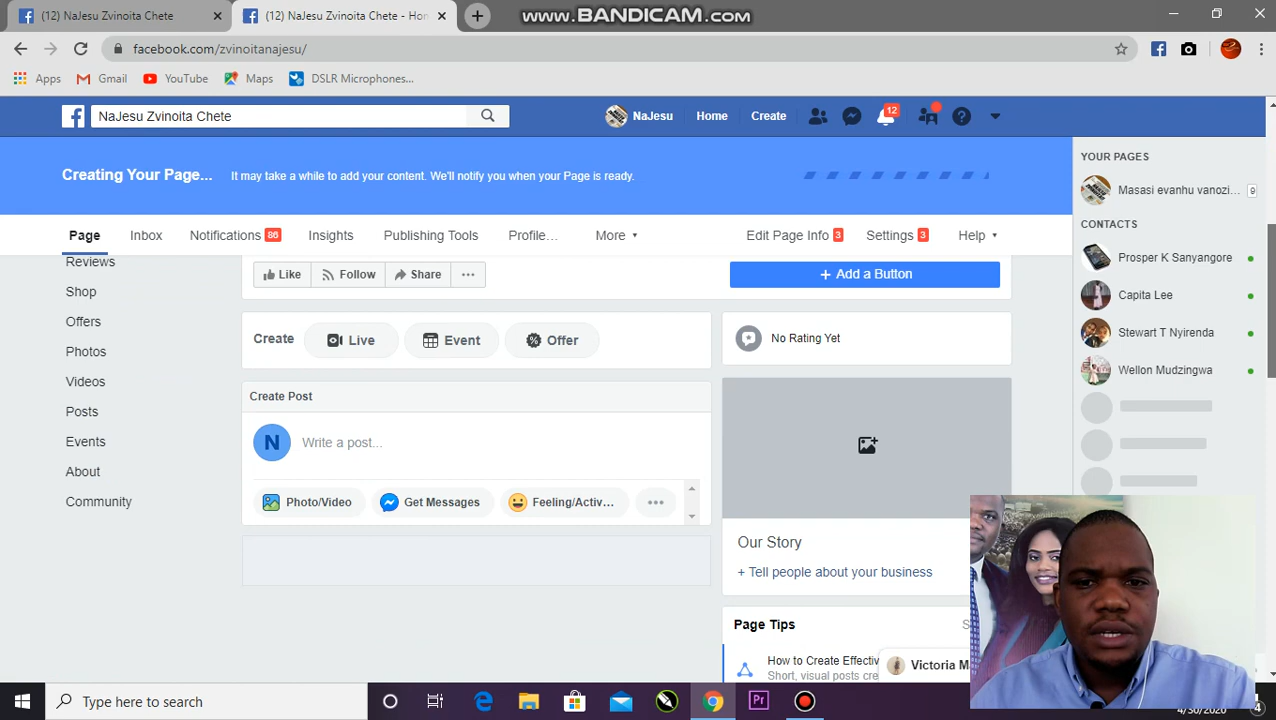 (12) NaJesu Zvinoita Chete
(12) NaJesu Zvinoita Chete - Hom
www.BANDICAM.com
facebook.com/zvinoitanajesu/
Apps
Gmail
YouTube
Maps
DSLR Microphones...
NaJesu Zvinoita Chete
NaJesu
Home
Create
12
Creating Your Page...
It may take a while to add your content. We'll notify you when your Page is ready.
YOUR PAGES
Masasi evanhu vanozi...
9
Page
Inbox
Notifications 86
Insights
Publishing Tools
Profile...
More
Edit Page Info 3
Settings 3
Help
CONTACTS
Prosper K Sanyangore
Capita Lee
Stewart T Nyirenda
Wellon Mudzingwa
Reviews
Shop
Offers
Photos
Videos
Posts
Events
About
Community
Like
Follow
Share
+ Add a Button
Create
Live
Event
Offer
No Rating Yet
Create Post
N
Write a post...
Photo/Video
Get Messages
Feeling/Activ...
Our Story
+ Tell people about your business
Page Tips
How to Create Effectiv
Short, visual posts cre
Victoria M
Type here to search
Pr
4/30/2020
4